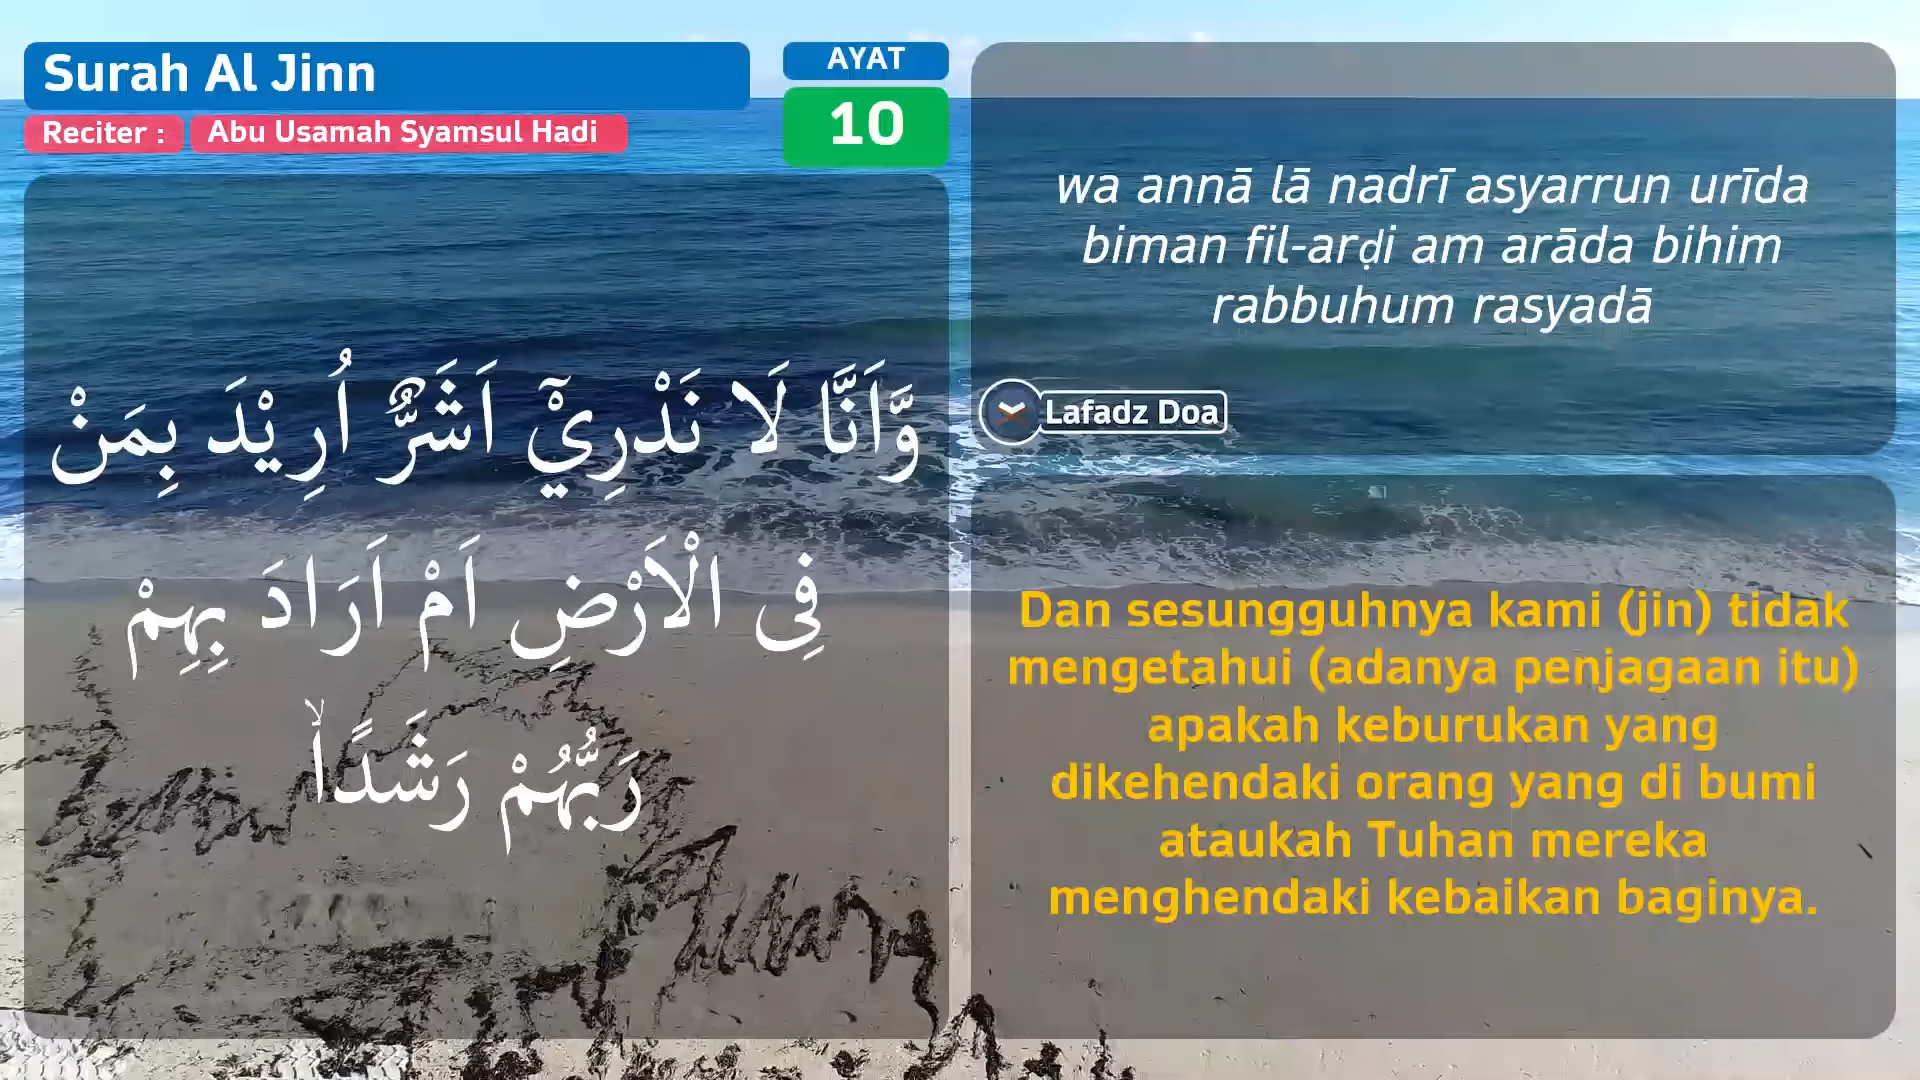 Surah Al Jinn
Reciter : Abu Usamah Syamsul Hadi
AYAT
10
وَّاَنَّا لَا نَدْرِيْٓ اَشَرٌّ اُرِيْدَ بِمَنْ
فِى الْاَرْضِ اَمْ اَرَادَ بِهِمْ
رَبُّهُمْ رَشَدًاۙ
wa annā lā nadrī asyarrun urīda
biman fil-arḍi am arāda bihim
rabbuhum rasyadā
Lafadz Doa
Dan sesungguhnya kami (jin) tidak
mengetahui (adanya penjagaan itu)
apakah keburukan yang
dikehendaki orang yang di bumi
ataukah Tuhan mereka
menghendaki kebaikan baginya.